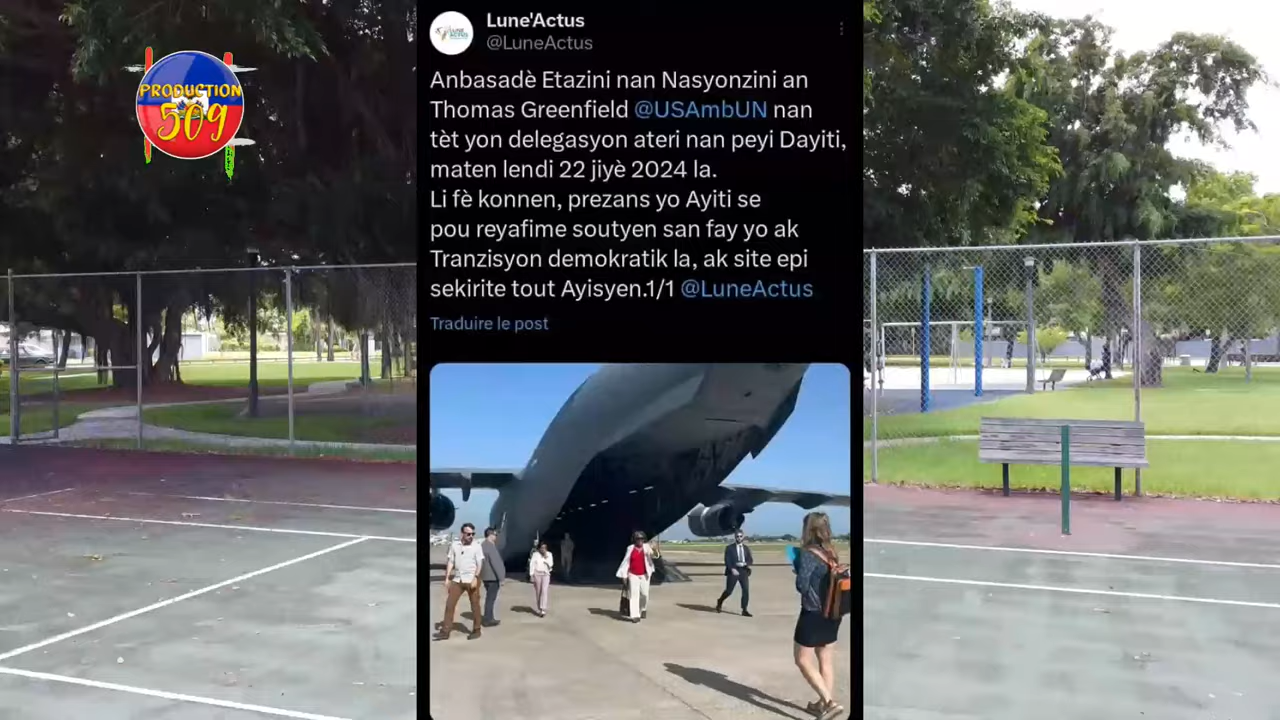 PRODUCTION
509
Lune'Actus
@LuneActus
Anbasadè Etazini nan Nasyonzini an
Thomas Greenfield @USAmbUN nan
tèt yon delegasyon ateri nan peyi Dayiti,
maten lendi 22 jiyè 2024 la.
Li fè konnen, prezans yo Ayiti se
pou reyafime soutyen san fay yo ak
Tranzisyon demokratik la, ak site epi
sekirite tout Ayisyen.1/1 @LuneActus
Traduire le post